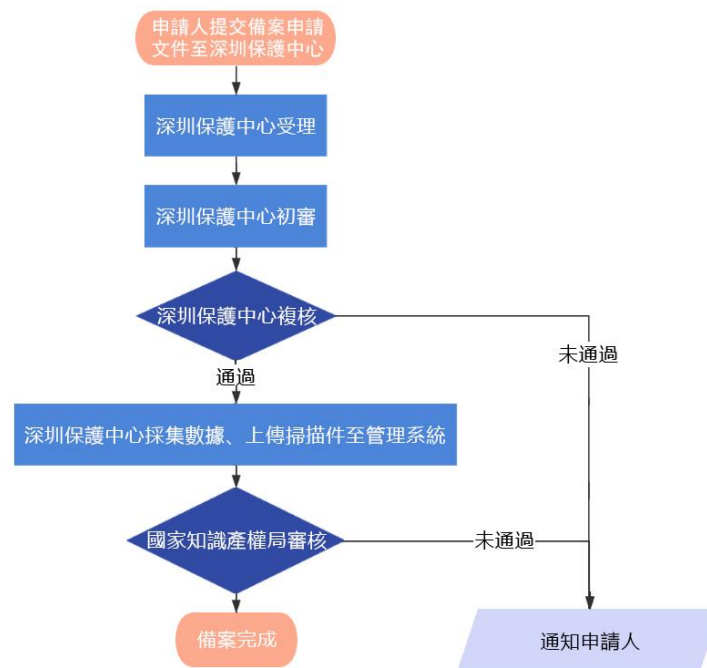 申請人提交備案申請
文件至深圳保護中心
深圳保護中心受理
深圳保護中心初審
深圳保護中心複核
未通過
通過
深圳保護中心採集數據、上傳掃描件至管理系統
國家知識產權局審核
未通過
備案完成
通知申請人